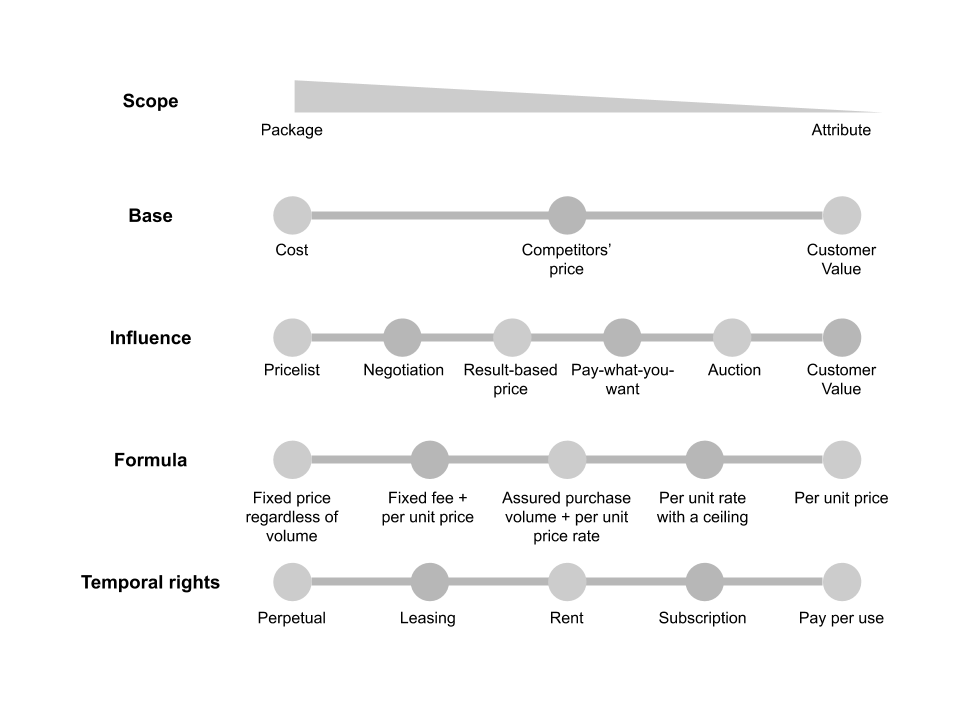 Scope
Package
Attribute
Base
Cost
Competitors’
price
Customer
Value
Influence
Pricelist
Negotiation
Result-based
price
Pay-what-you-
want
Auction
Customer
Value
Formula
Fixed price
regardless of
volume
Fixed fee +
per unit price
Assured purchase
volume + per unit
price rate
Per unit rate
with a ceiling
Per unit price
Temporal rights
Perpetual
Leasing
Rent
Subscription
Pay per use